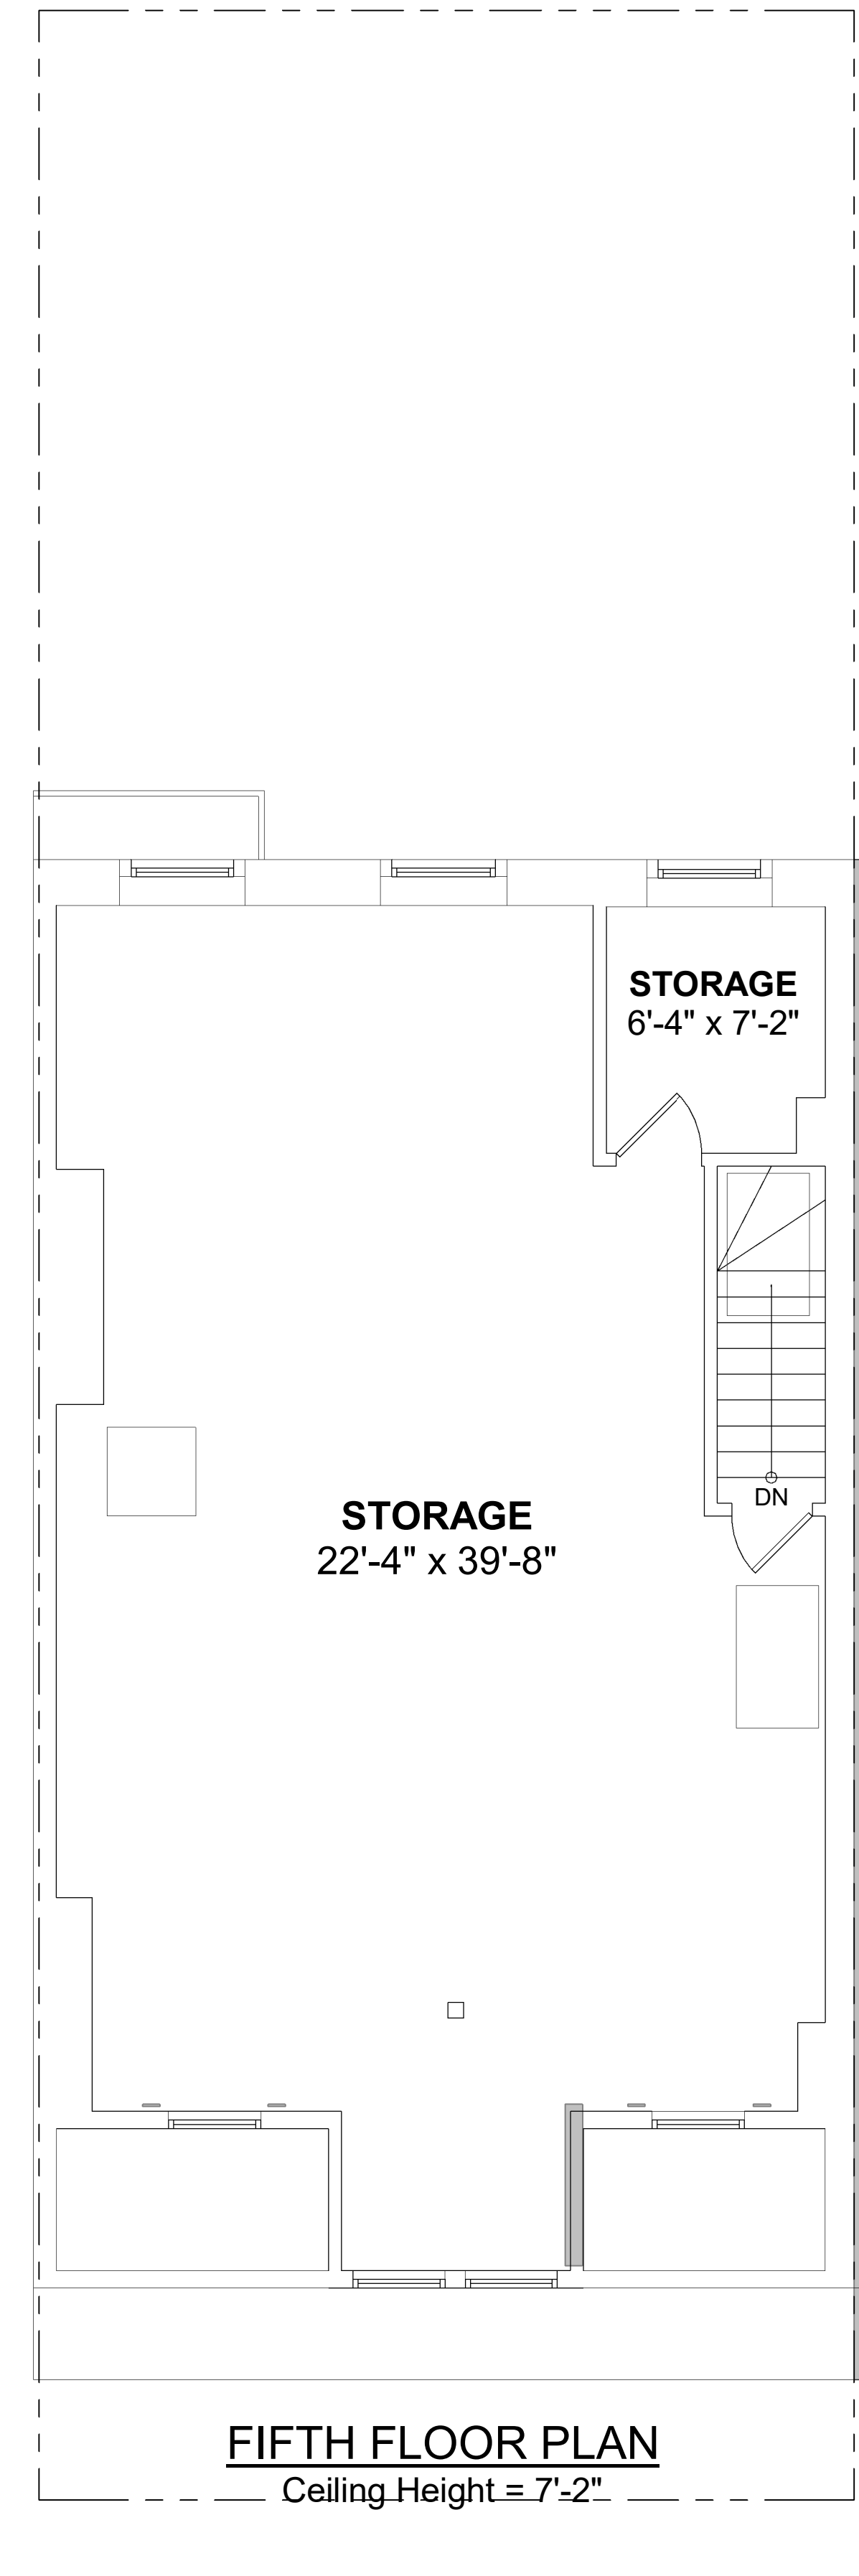 STORAGE
6'-4" x 7'-2"
DN
STORAGE
22'-4" x 39'-8"
FIFTH FLOOR PLAN
Ceiling Height = 7'-2"